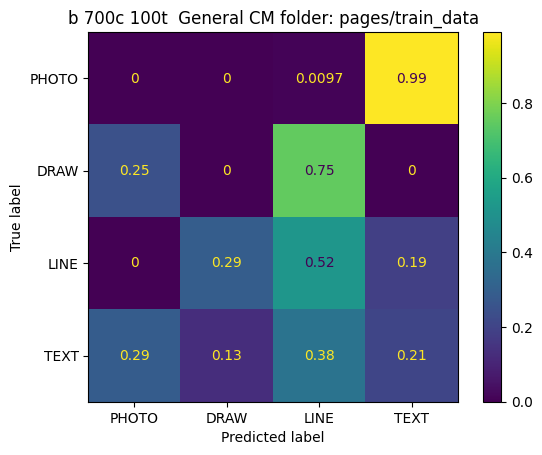 b 700c 100t  General CM folder: pages/train_data
PHOTO 0 0 0.0097 0.99
DRAW 0.25 0 0.75 0
LINE 0 0.29 0.52 0.19
TEXT 0.29 0.13 0.38 0.21
PHOTO DRAW LINE TEXT
Predicted label
True label
0.8
0.6
0.4
0.2
0.0